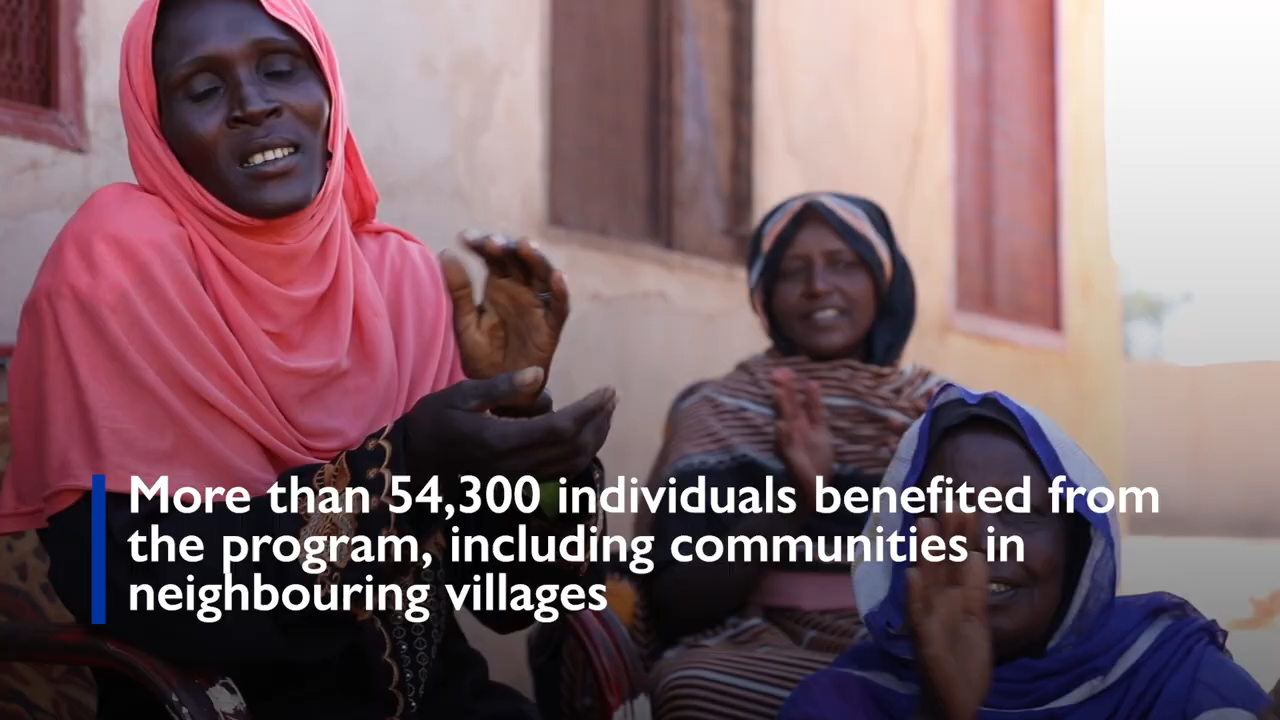 More than 54,300 individuals benefited from
the program, including communities in
neighbouring villages